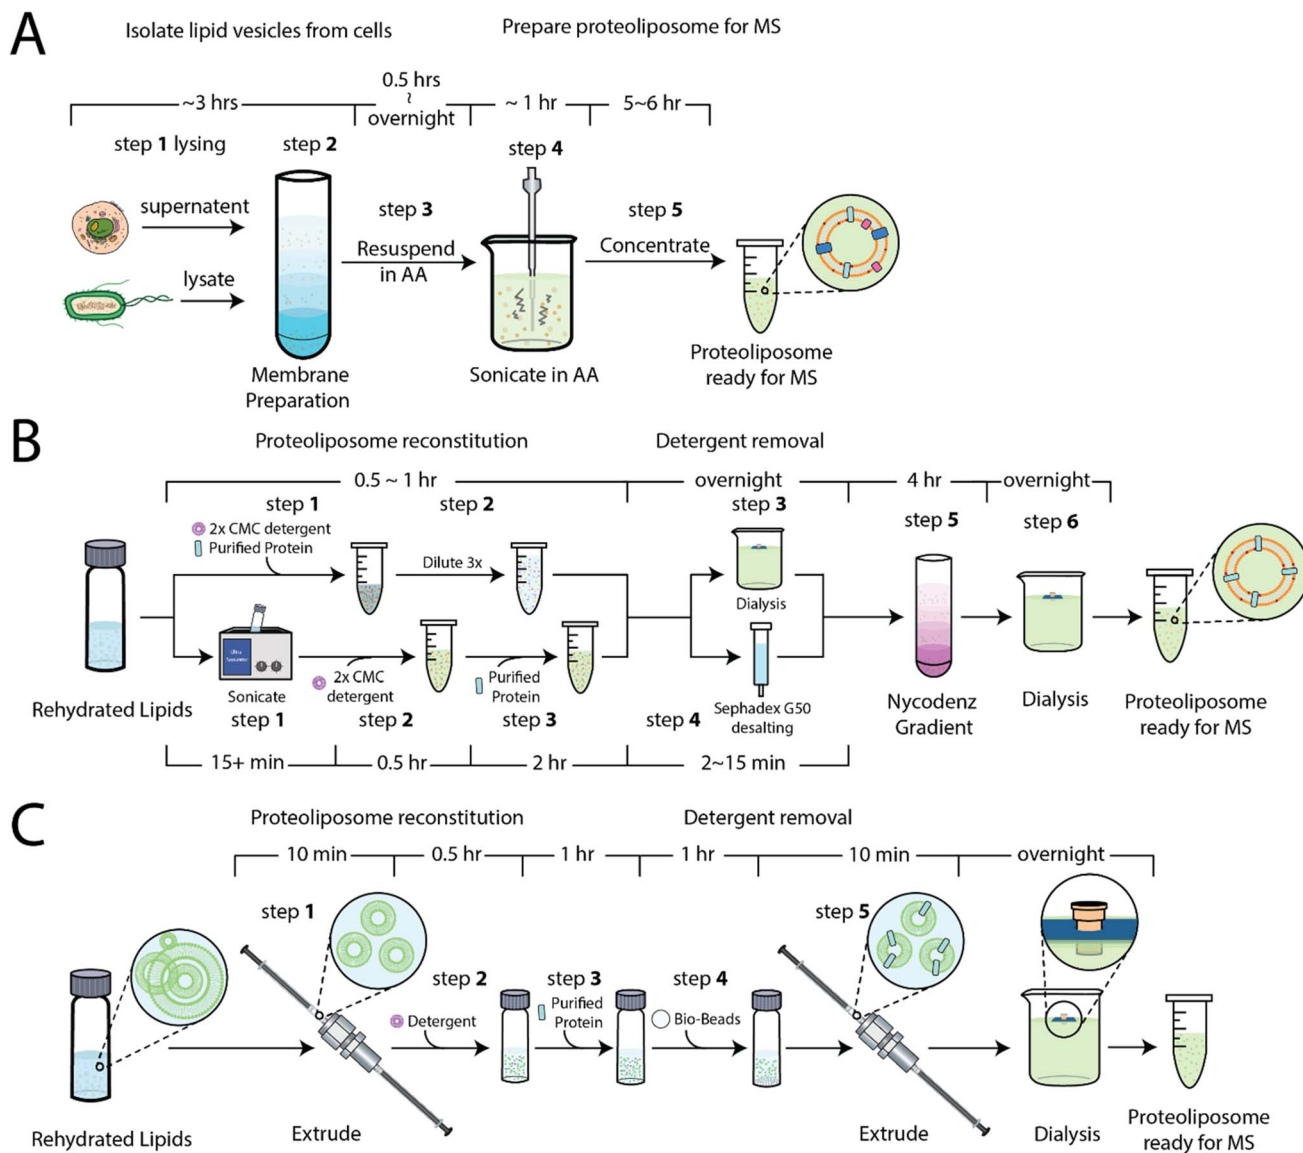 A
Isolate lipid vesicles from cells
Prepare proteoliposome for MS
~3 hrs
0.5 hrs
~
overnight
~ 1 hr
5~6 hr
step 1 lysing
step 2
step 3
step 4
step 5
supernatent
lysate
Resuspend
in AA
Concentrate
Membrane
Preparation
Sonicate in AA
Proteoliposome
ready for MS
B
Proteoliposome reconstitution
Detergent removal
0.5 ~ 1 hr
overnight
4 hr
overnight
step 1
step 2
step 3
step 5
step 6
2x CMC detergent
Purified Protein
Dilute 3x
Dialysis
Sonicate
2x CMC
detergent
Purified
Protein
Sephadex G50
desalting
Rehydrated Lipids
step 1
step 2
step 3
step 4
Nycodenz
Gradient
Dialysis
Proteoliposome
ready for MS
15+ min
0.5 hr
2 hr
2~15 min
C
Proteoliposome reconstitution
Detergent removal
10 min
0.5 hr
1 hr
1 hr
10 min
overnight
step 1
step 2
step 3
step 4
step 5
Detergent
Purified
Protein
Bio-Beads
Rehydrated Lipids
Extrude
Extrude
Dialysis
Proteoliposome
ready for MS